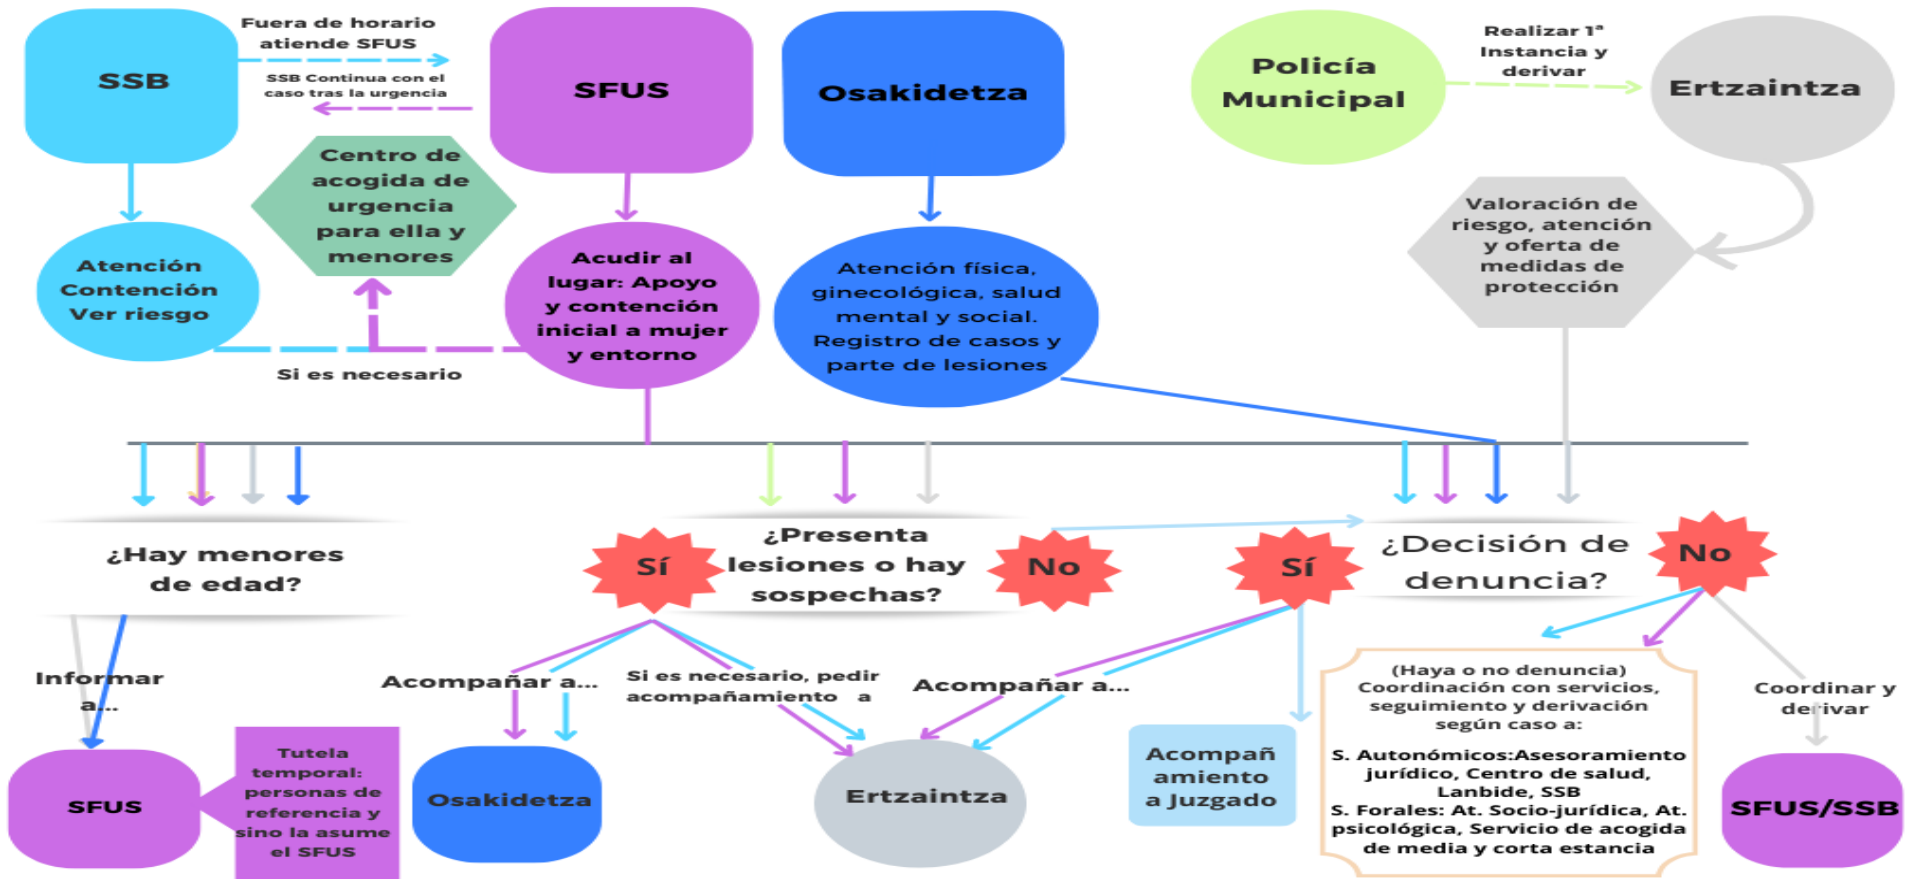 SSB
Fuera de horario
atiende SFUS
SSB Continua con el
caso tras la urgencia
SFUS
Osakidetza
Policía
Municipal
Realizar 1ª
Instancia y
derivar
Ertzaintza
Centro de
acogida de
urgencia
para ella y
menores
Valoración de
riesgo, atención
y oferta de
medidas de
protección
Atención
Contención
Ver riesgo
Acudir al
lugar: Apoyo
y contención
inicial a mujer
y entorno
Atención física,
ginecológica, salud
mental y social.
Registro de casos y
parte de lesiones
Si es necesario
¿Hay menores
de edad?
Sí
¿Presenta
lesiones o hay
sospechas?
No
Sí
¿Decisión de
denuncia?
No
Informar
a...
Acompañar a...
Si es necesario, pedir
acompañamiento a
Acompañar a...
(Haya o no denuncia)
Coordinación con servicios,
seguimiento y derivación
según caso a:
S. Autonómicos:Asesoramiento
jurídico, Centro de salud,
Lanbide, SSB
S. Forales: At. Socio-jurídica, At.
psicológica, Servicio de acogida
de media y corta estancia
Coordinar y
derivar
SFUS
Tutela
temporal:
personas de
referencia y
sino la asume
el SFUS
Osakidetza
Ertzaintza
Acompañ
amiento
a Juzgado
SFUS/SSB